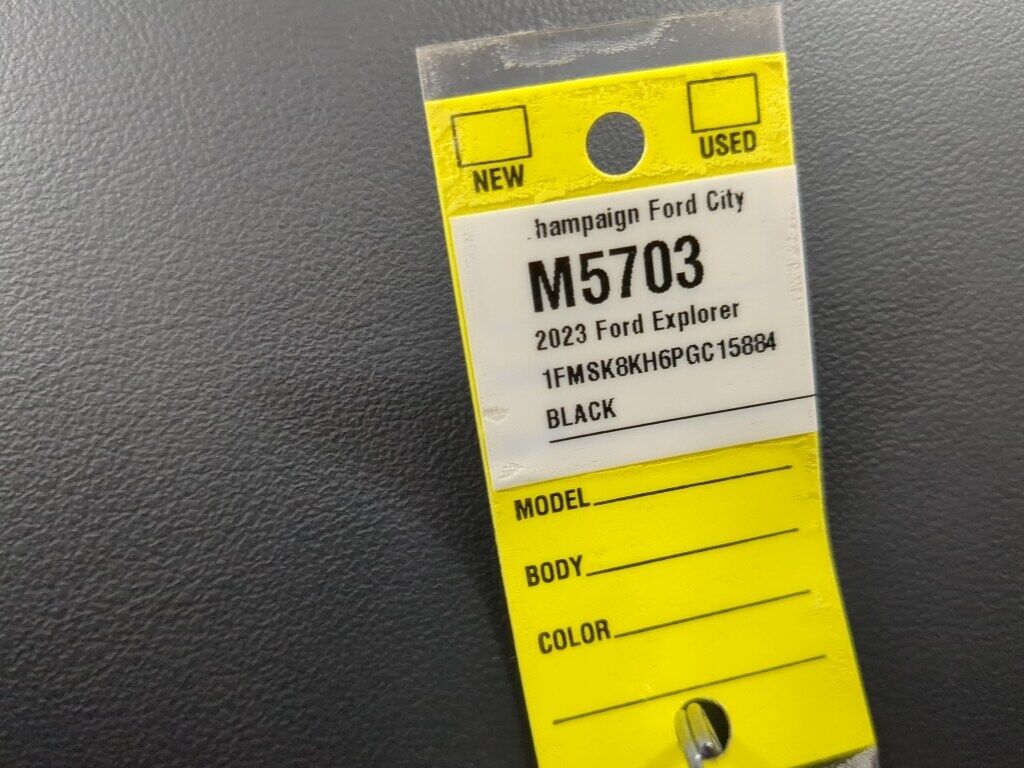 NEW
USED
hampaign Ford City
M5703
2023 Ford Explorer
1FMSK8KH6PGC15884
BLACK
MODEL
BODY
COLOR